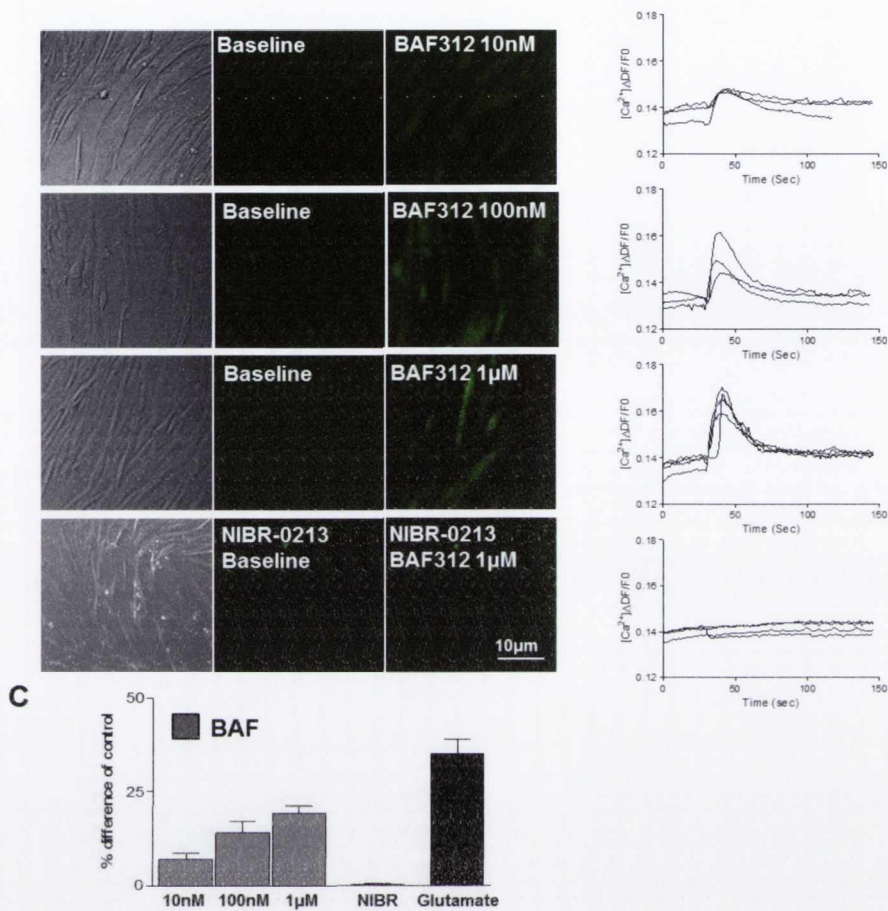 Baseline
BAF312 10nM
0.18
0.16
[Ca²⁺]ΔDF/F0
0.14
0.12
0
50
100
150
Time (Sec)
Baseline
BAF312 100nM
0.18
0.16
[Ca²⁺]ΔDF/F0
0.14
0.12
0
50
100
150
Time (Sec)
Baseline
BAF312 1µM
0.18
0.16
[Ca²⁺]ΔDF/F0
0.14
0.12
0
50
100
150
Time (Sec)
NIBR-0213
Baseline
NIBR-0213
BAF312 1µM
10µm
0.18
0.16
[Ca²⁺]ΔDF/F0
0.14
0.12
0
50
100
150
Time (sec)
C
50
25
0
% difference of control
BAF
10nM
100nM
1µM
NIBR
Glutamate